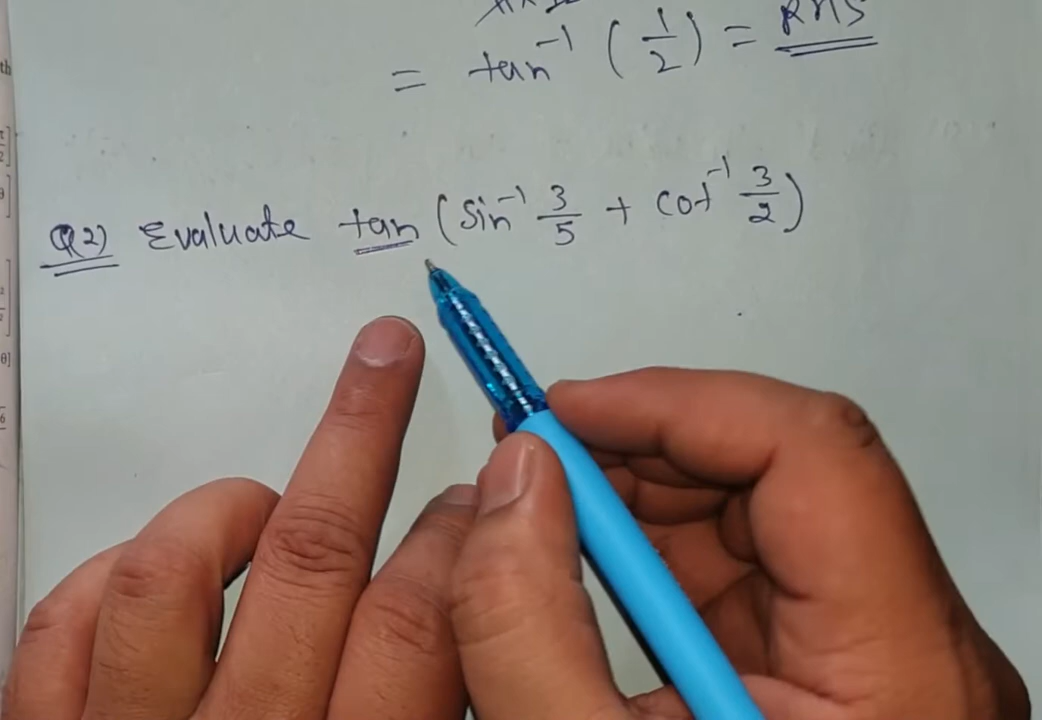 = tan⁻¹ (1/2) = RHS
Q2) Evaluate tan (sin⁻¹ 3/5 + cot⁻¹ 3/2)